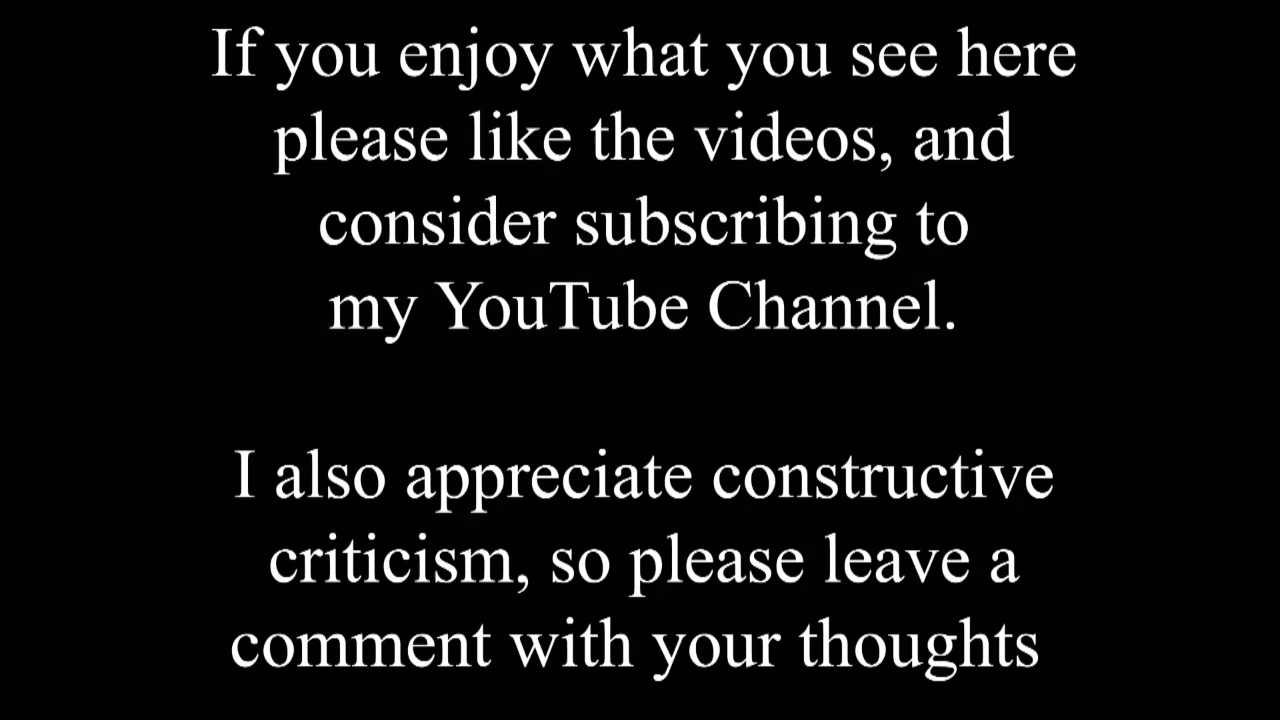 If you enjoy what you see here
please like the videos, and
consider subscribing to
my YouTube Channel.
I also appreciate constructive
criticism, so please leave a
comment with your thoughts